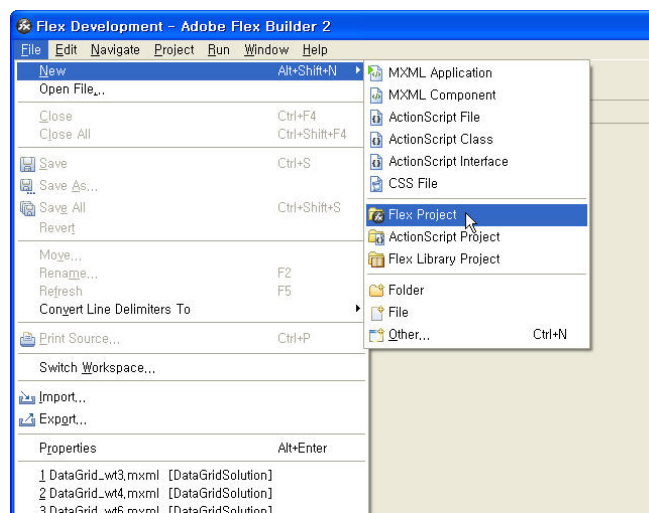 Flex Development - Adobe Flex Builder 2
File Edit Navigate Project Run Window Help
New Alt+Shift+N
Open File...
Close Ctrl+F4
Close All Ctrl+Shift+F4
Save Ctrl+S
Save As...
Save All Ctrl+Shift+S
Revert
Move...
Rename... F2
Refresh F5
Convert Line Delimiters To
Print Source... Ctrl+P
Switch Workspace...
Import...
Export...
Properties Alt+Enter
1 DataGrid_wt3.mxml [DataGridSolution]
2 DataGrid_wt4.mxml [DataGridSolution]
3 DataGrid_wt6.mxml [DataGridSolution]
MXML Application
MXML Component
ActionScript File
ActionScript Class
ActionScript Interface
CSS File
Flex Project
ActionScript Project
Flex Library Project
Folder
File
Other... Ctrl+N